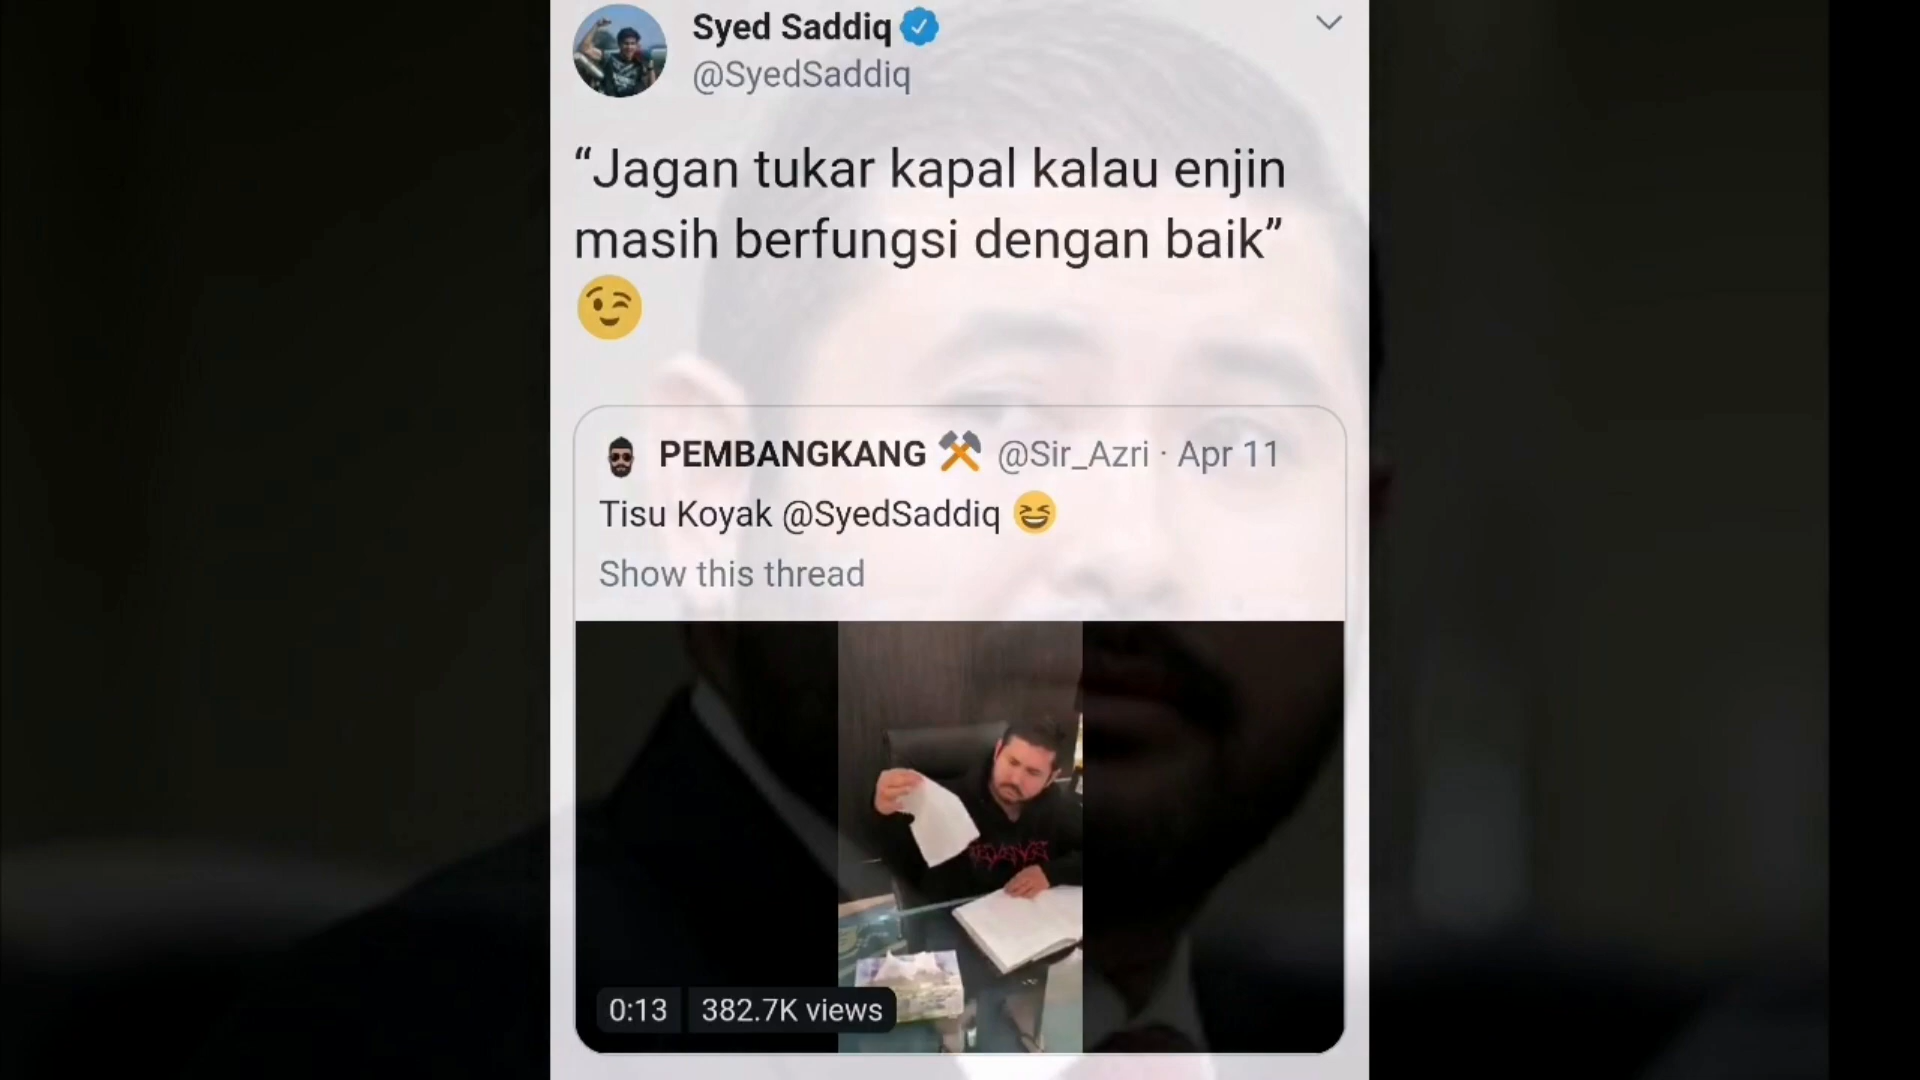 Syed Saddiq
@SyedSaddiq
“Jagan tukar kapal kalau enjin
masih berfungsi dengan baik”
PEMBANGKANG @Sir_Azri · Apr 11
Tisu Koyak @SyedSaddiq
Show this thread
0:13 382.7K views